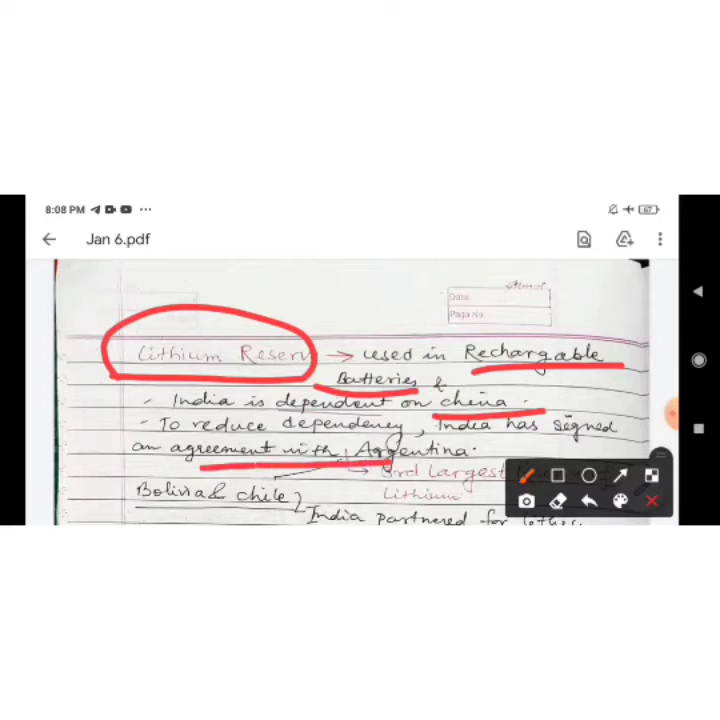 8:08 PM
67
Jan 6.pdf
Date
Page No.
Lithium Reserv → used in Rechargable
Batteries &
- India is dependent on china.
- To reduce dependency, India has signed
an agreement with Argentina.
→ 3rd largest
Bolivia & chile
Lithium
India partnered for